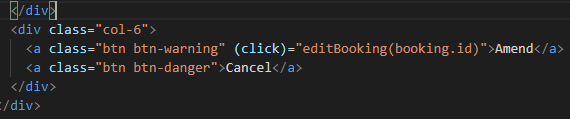 </div>
<div class="col-6">
<a class="btn btn-warning" (click)="editBooking(booking.id)">Amend</a>
<a class="btn btn-danger">Cancel</a>
</div>
</div>